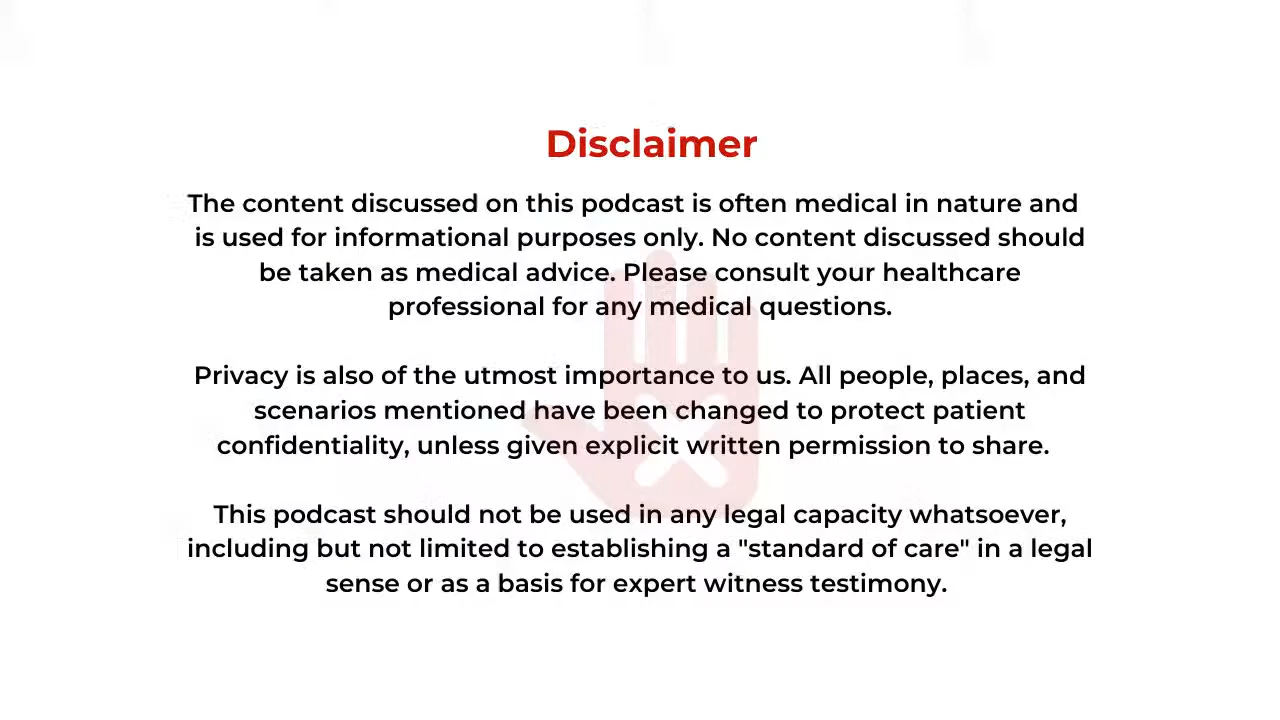 Disclaimer
The content discussed on this podcast is often medical in nature and
is used for informational purposes only. No content discussed should
be taken as medical advice. Please consult your healthcare
professional for any medical questions.
Privacy is also of the utmost importance to us. All people, places, and
scenarios mentioned have been changed to protect patient
confidentiality, unless given explicit written permission to share.
This podcast should not be used in any legal capacity whatsoever,
including but not limited to establishing a "standard of care" in a legal
sense or as a basis for expert witness testimony.